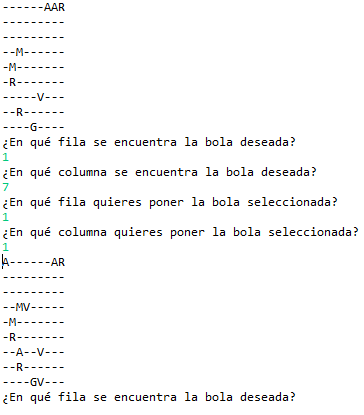 ------AAR
---------
---------
--M------
-M-------
-R-------
-----V---
--R------
----G----
¿En qué fila se encuentra la bola deseada?
1
¿En qué columna se encuentra la bola deseada?
7
¿En qué fila quieres poner la bola seleccionada?
1
¿En qué columna quieres poner la bola seleccionada?
1
A------AR
---------
---------
--MV-----
-M-------
-R-------
--A--V---
--R------
----GV---
¿En qué fila se encuentra la bola deseada?